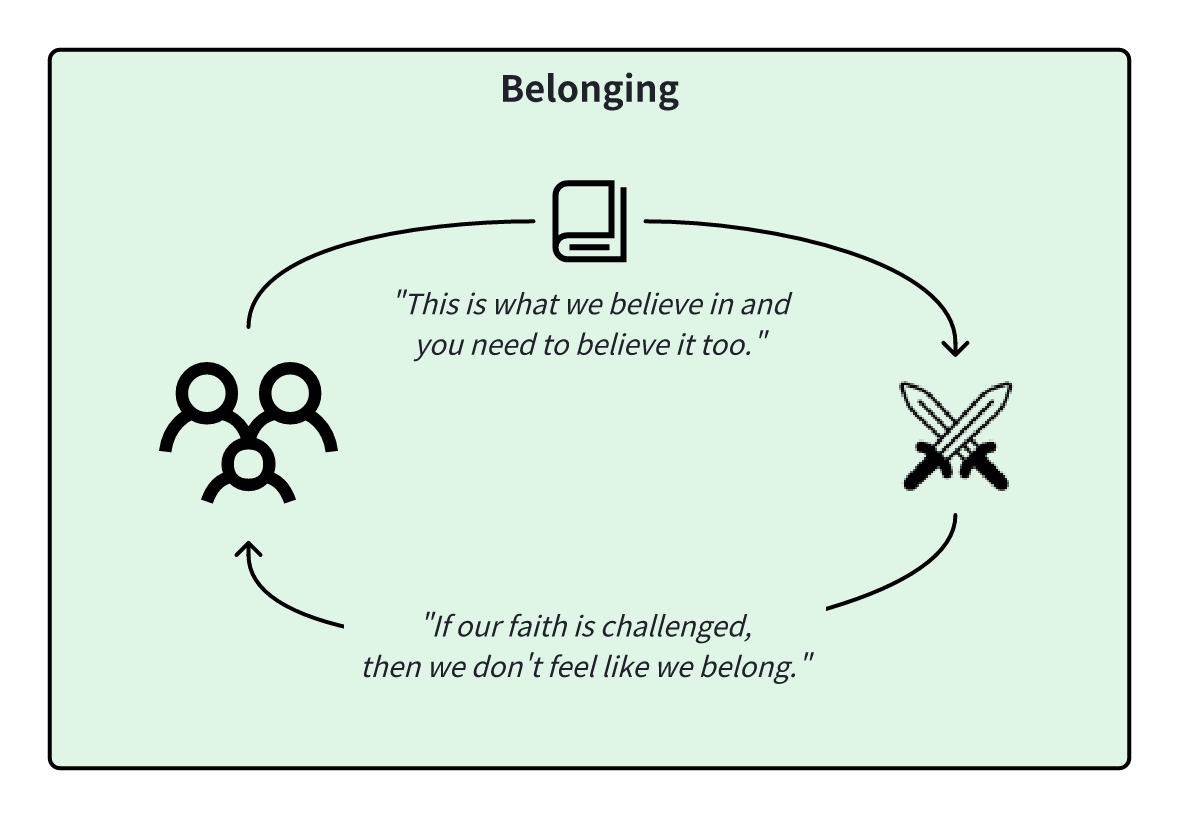 Belonging
"This is what we believe in and
you need to believe it too."
"If our faith is challenged,
then we don't feel like we belong."